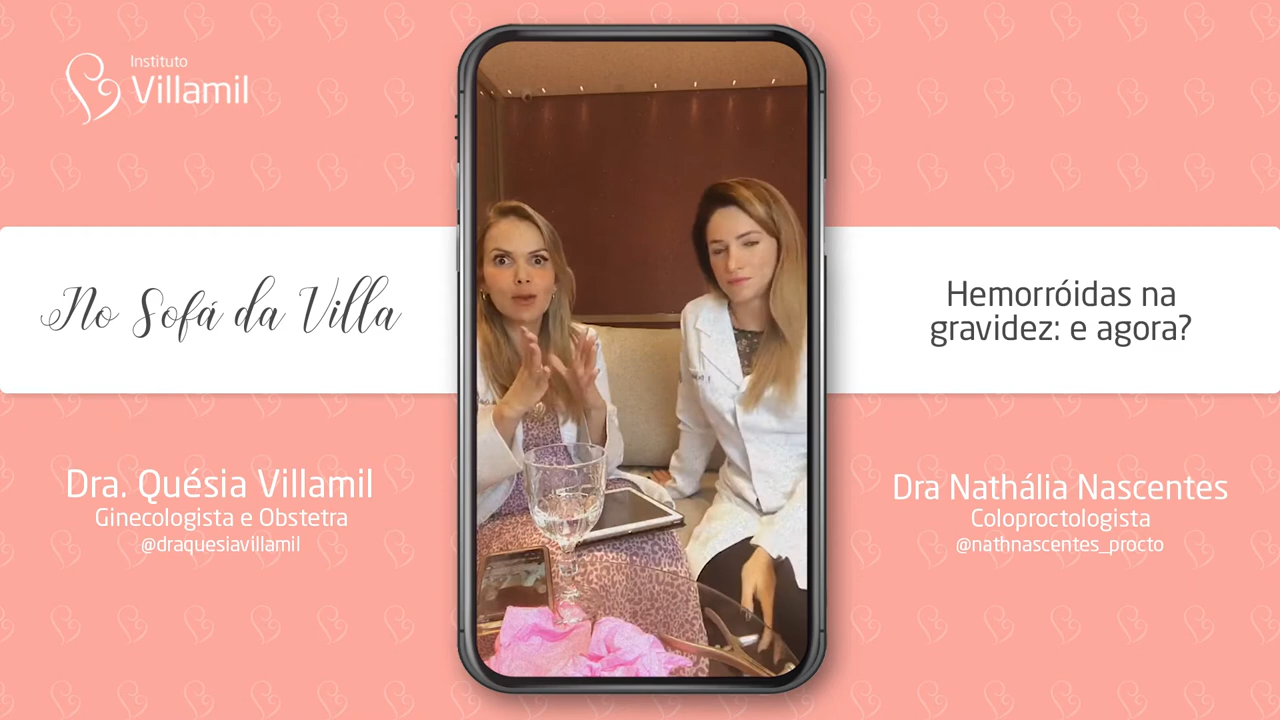 Instituto
Villamil
No Sofá da Villa
Hemorróidas na
gravidez: e agora?
Dra. Quésia Villamil
Ginecologista e Obstetra
@draquesiavillamil
Dra Nathália Nascentes
Coloproctologista
@nathnascentes_procto